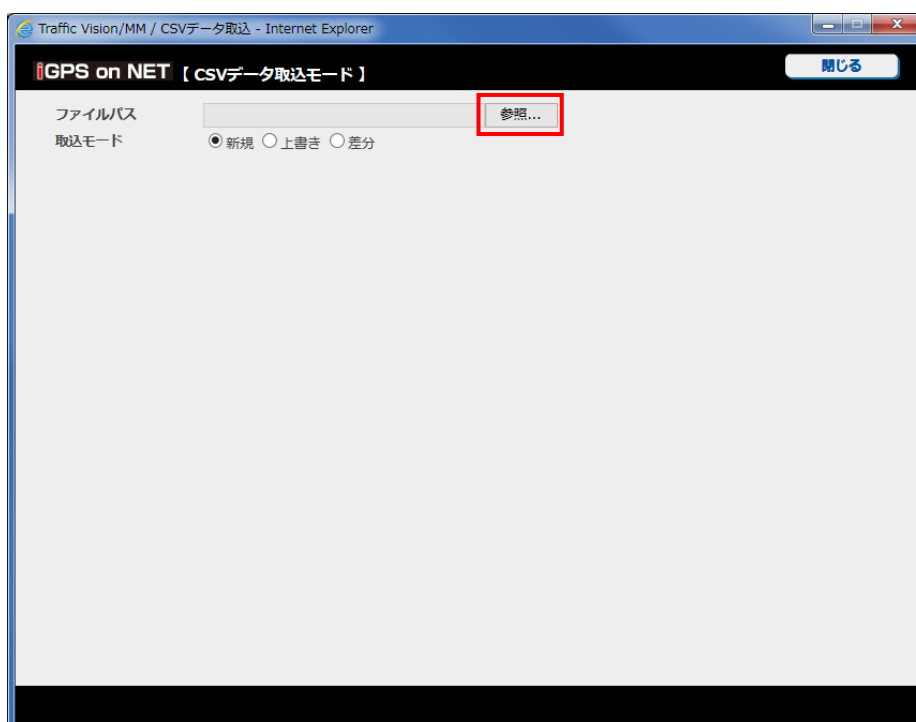 Traffic Vision/MM / CSVデータ取込 - Internet Explorer
iGPS on NET 【 CSVデータ取込モード 】 閉じる
ファイルパス 参照...
取込モード 新規 上書き 差分